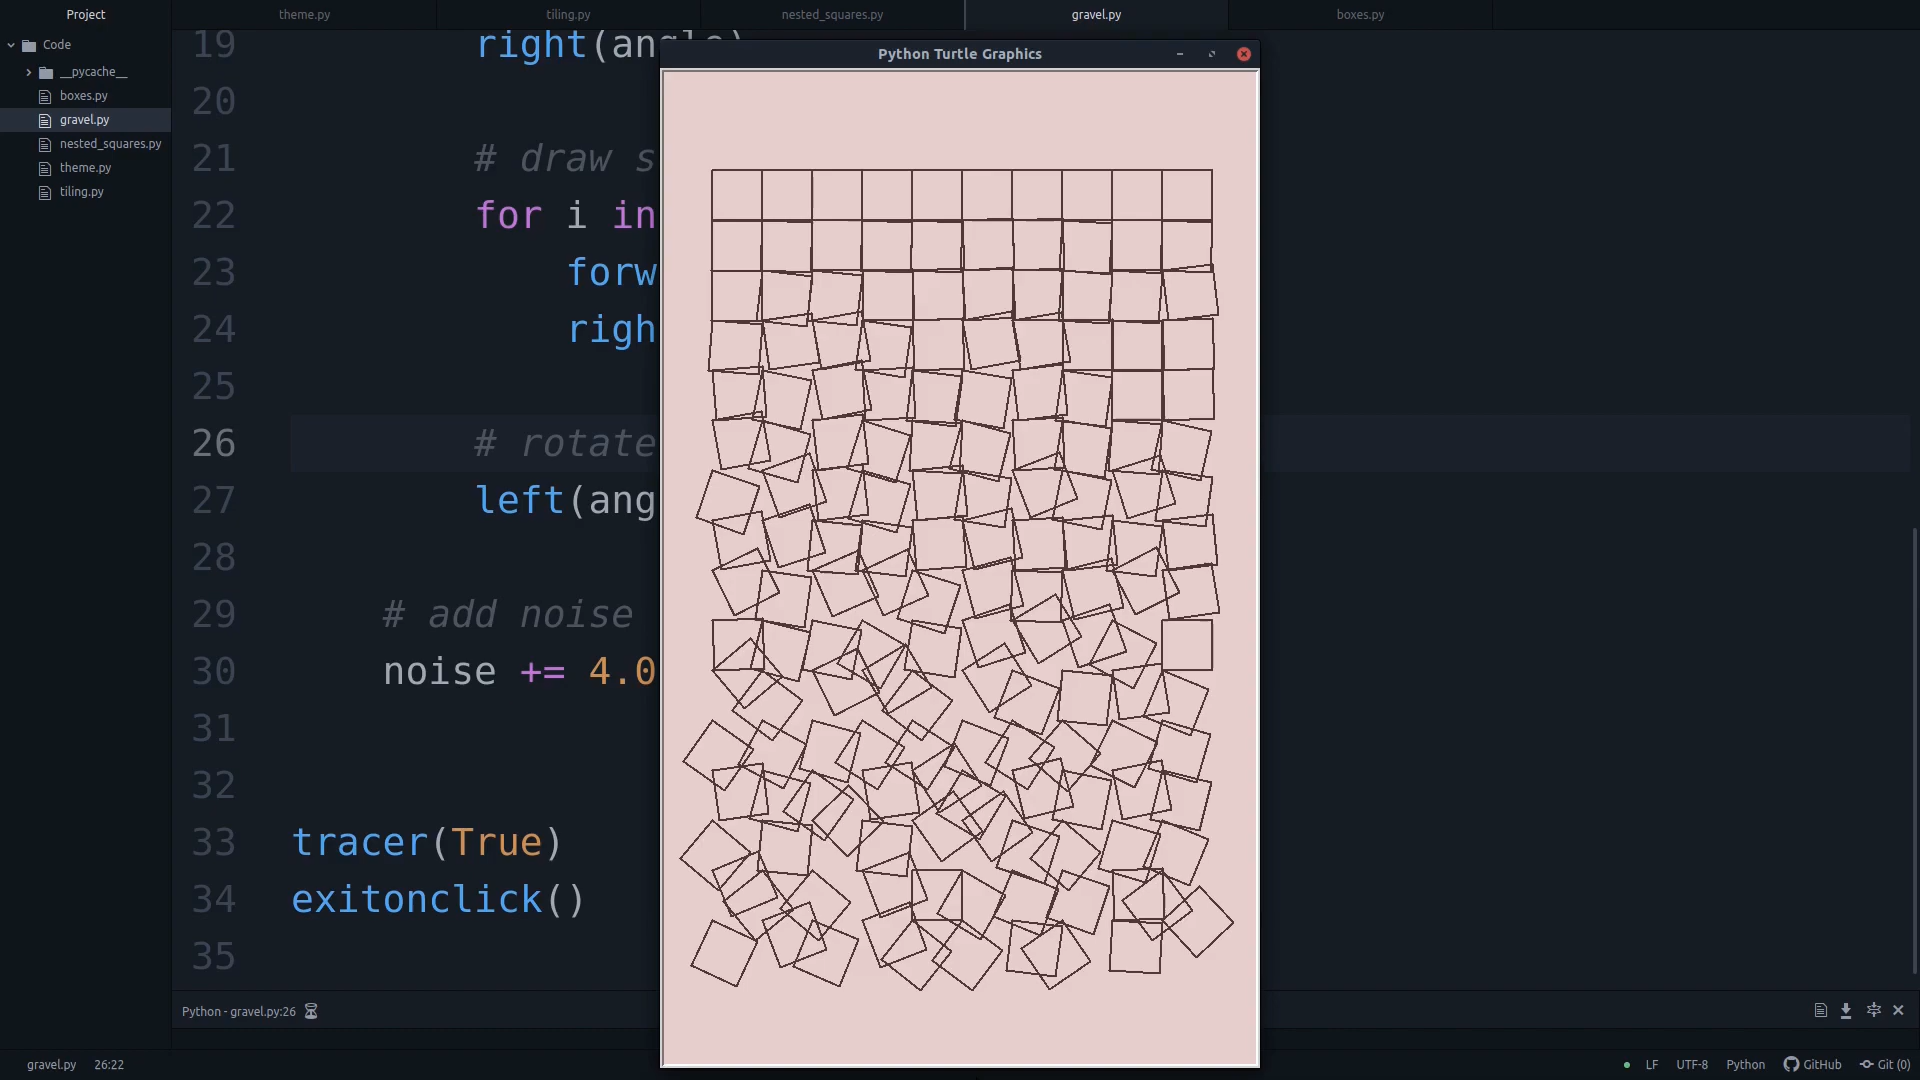 Project
theme.py
tiling.py
nested_squares.py
gravel.py
boxes.py
Code
__pycache__
boxes.py
gravel.py
nested_squares.py
theme.py
tiling.py
Python Turtle Graphics
19 right(angle)
20
21 # draw s
22 for i in
23 forw
24 righ
25
26 # rotate
27 left(ang
28
29 # add noise
30 noise += 4.0
31
32
33 tracer(True)
34 exitonclick()
35
Python - gravel.py:26
gravel.py 26:22
LF UTF-8 Python GitHub Git (0)